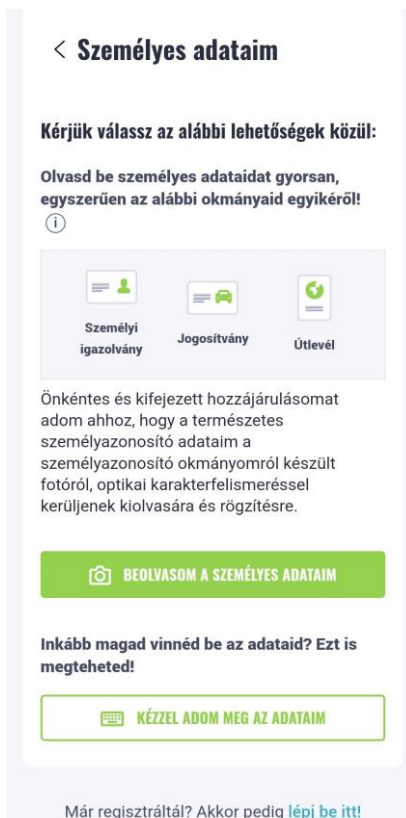 Személyes adataim
Kérjük válassz az alábbi lehetőségek közül:
Olvasd be személyes adataidat gyorsan,
egyszerűen az alábbi okmányaid egyikéről!
i
Személyi
igazolvány
Jogosítvány
Útlevél
Önkéntes és kifejezett hozzájárulásomat
adom ahhoz, hogy a természetes
személyazonosító adataim a
személyazonosító okmányomról készült
fotóról, optikai karakterfelismeréssel
kerüljenek kiolvasára és rögzítésre.
BEOLVASOM A SZEMÉLYES ADATAIM
Inkább magad vinnéd be az adataid? Ezt is
megteheted!
KÉZZEL ADOM MEG AZ ADATAIM
Már regisztráltál? Akkor pedig lépj be itt!